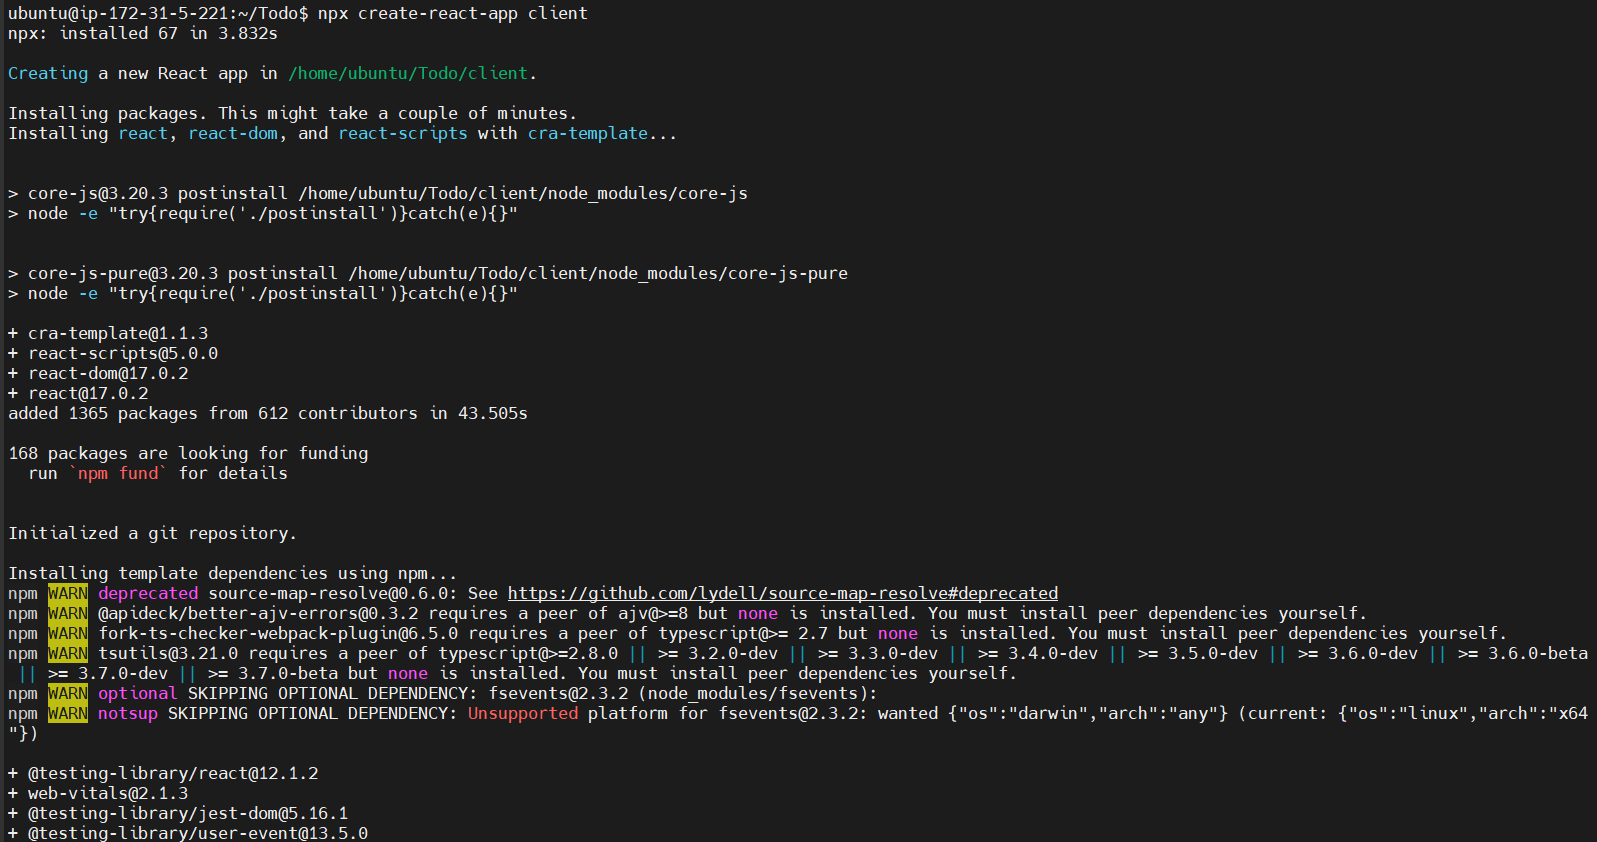 ubuntu@ip-172-31-5-221:~/Todo$ npx create-react-app client
npx: installed 67 in 3.832s
Creating a new React app in /home/ubuntu/Todo/client.
Installing packages. This might take a couple of minutes.
Installing react, react-dom, and react-scripts with cra-template...
> core-js@3.20.3 postinstall /home/ubuntu/Todo/client/node_modules/core-js
> node -e "try{require('./postinstall')}catch(e){}"
> core-js-pure@3.20.3 postinstall /home/ubuntu/Todo/client/node_modules/core-js-pure
> node -e "try{require('./postinstall')}catch(e){}"
+ cra-template@1.1.3
+ react-scripts@5.0.0
+ react-dom@17.0.2
+ react@17.0.2
added 1365 packages from 612 contributors in 43.505s
168 packages are looking for funding
  run `npm fund` for details
Initialized a git repository.
Installing template dependencies using npm...
npm WARN deprecated source-map-resolve@0.6.0: See https://github.com/lydell/source-map-resolve#deprecated
npm WARN @apideck/better-ajv-errors@0.3.2 requires a peer of ajv@>=8 but none is installed. You must install peer dependencies yourself.
npm WARN fork-ts-checker-webpack-plugin@6.5.0 requires a peer of typescript@>= 2.7 but none is installed. You must install peer dependencies yourself.
npm WARN tsutils@3.21.0 requires a peer of typescript@>=2.8.0 || >= 3.2.0-dev || >= 3.3.0-dev || >= 3.4.0-dev || >= 3.5.0-dev || >= 3.6.0-dev || >= 3.6.0-beta
 || >= 3.7.0-dev || >= 3.7.0-beta but none is installed. You must install peer dependencies yourself.
npm WARN optional SKIPPING OPTIONAL DEPENDENCY: fsevents@2.3.2 (node_modules/fsevents):
npm WARN notsup SKIPPING OPTIONAL DEPENDENCY: Unsupported platform for fsevents@2.3.2: wanted {"os":"darwin","arch":"any"} (current: {"os":"linux","arch":"x64
"})
+ @testing-library/react@12.1.2
+ web-vitals@2.1.3
+ @testing-library/jest-dom@5.16.1
+ @testing-library/user-event@13.5.0